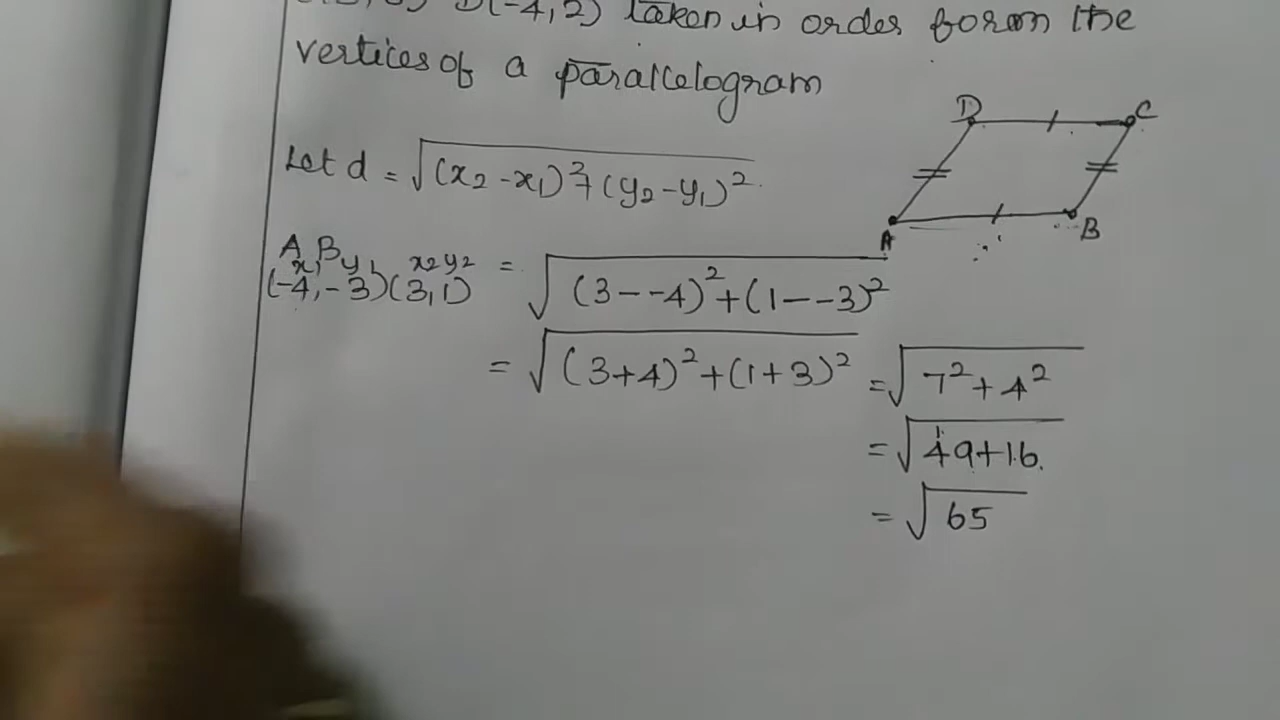 D(-4,2) taken in order form the
vertices of a parallelogram
D C
Let d = √(x2 - x1)² + (y2 - y1)²
A B
A B
x1 y1 x2 y2
(-4,-3)(3,1) = √(3--4)²+(1--3)²
= √(3+4)²+(1+3)² = √7²+4²
= √49+16
= √65